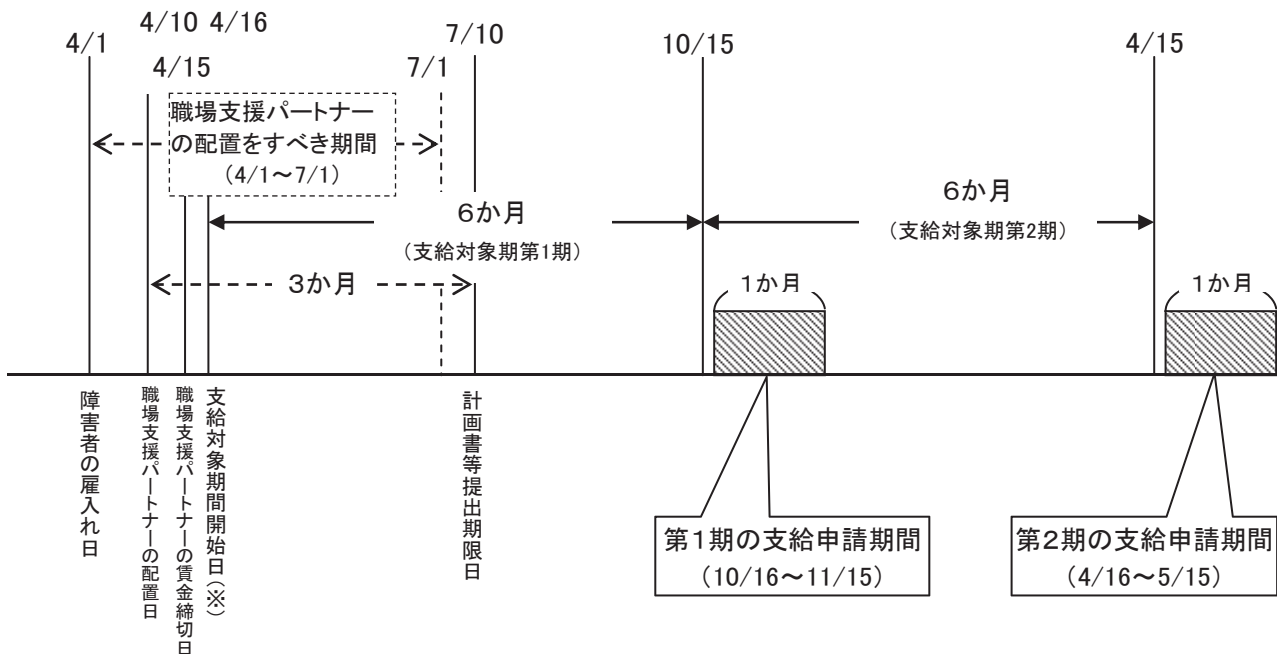 4/1
4/10
4/16
4/15
7/1
7/10
10/15
4/15
職場支援パートナー
の配置をすべき期間
（4/1～7/1）
6か月
（支給対象期第1期）
6か月
（支給対象期第2期）
3か月
1か月
1か月
障害者の雇入れ日
職場支援パートナーの配置日
職場支援パートナーの賃金締切日
支給対象期間開始日（※）
計画書等提出期限日
第1期の支給申請期間
（10/16～11/15）
第2期の支給申請期間
（4/16～5/15）